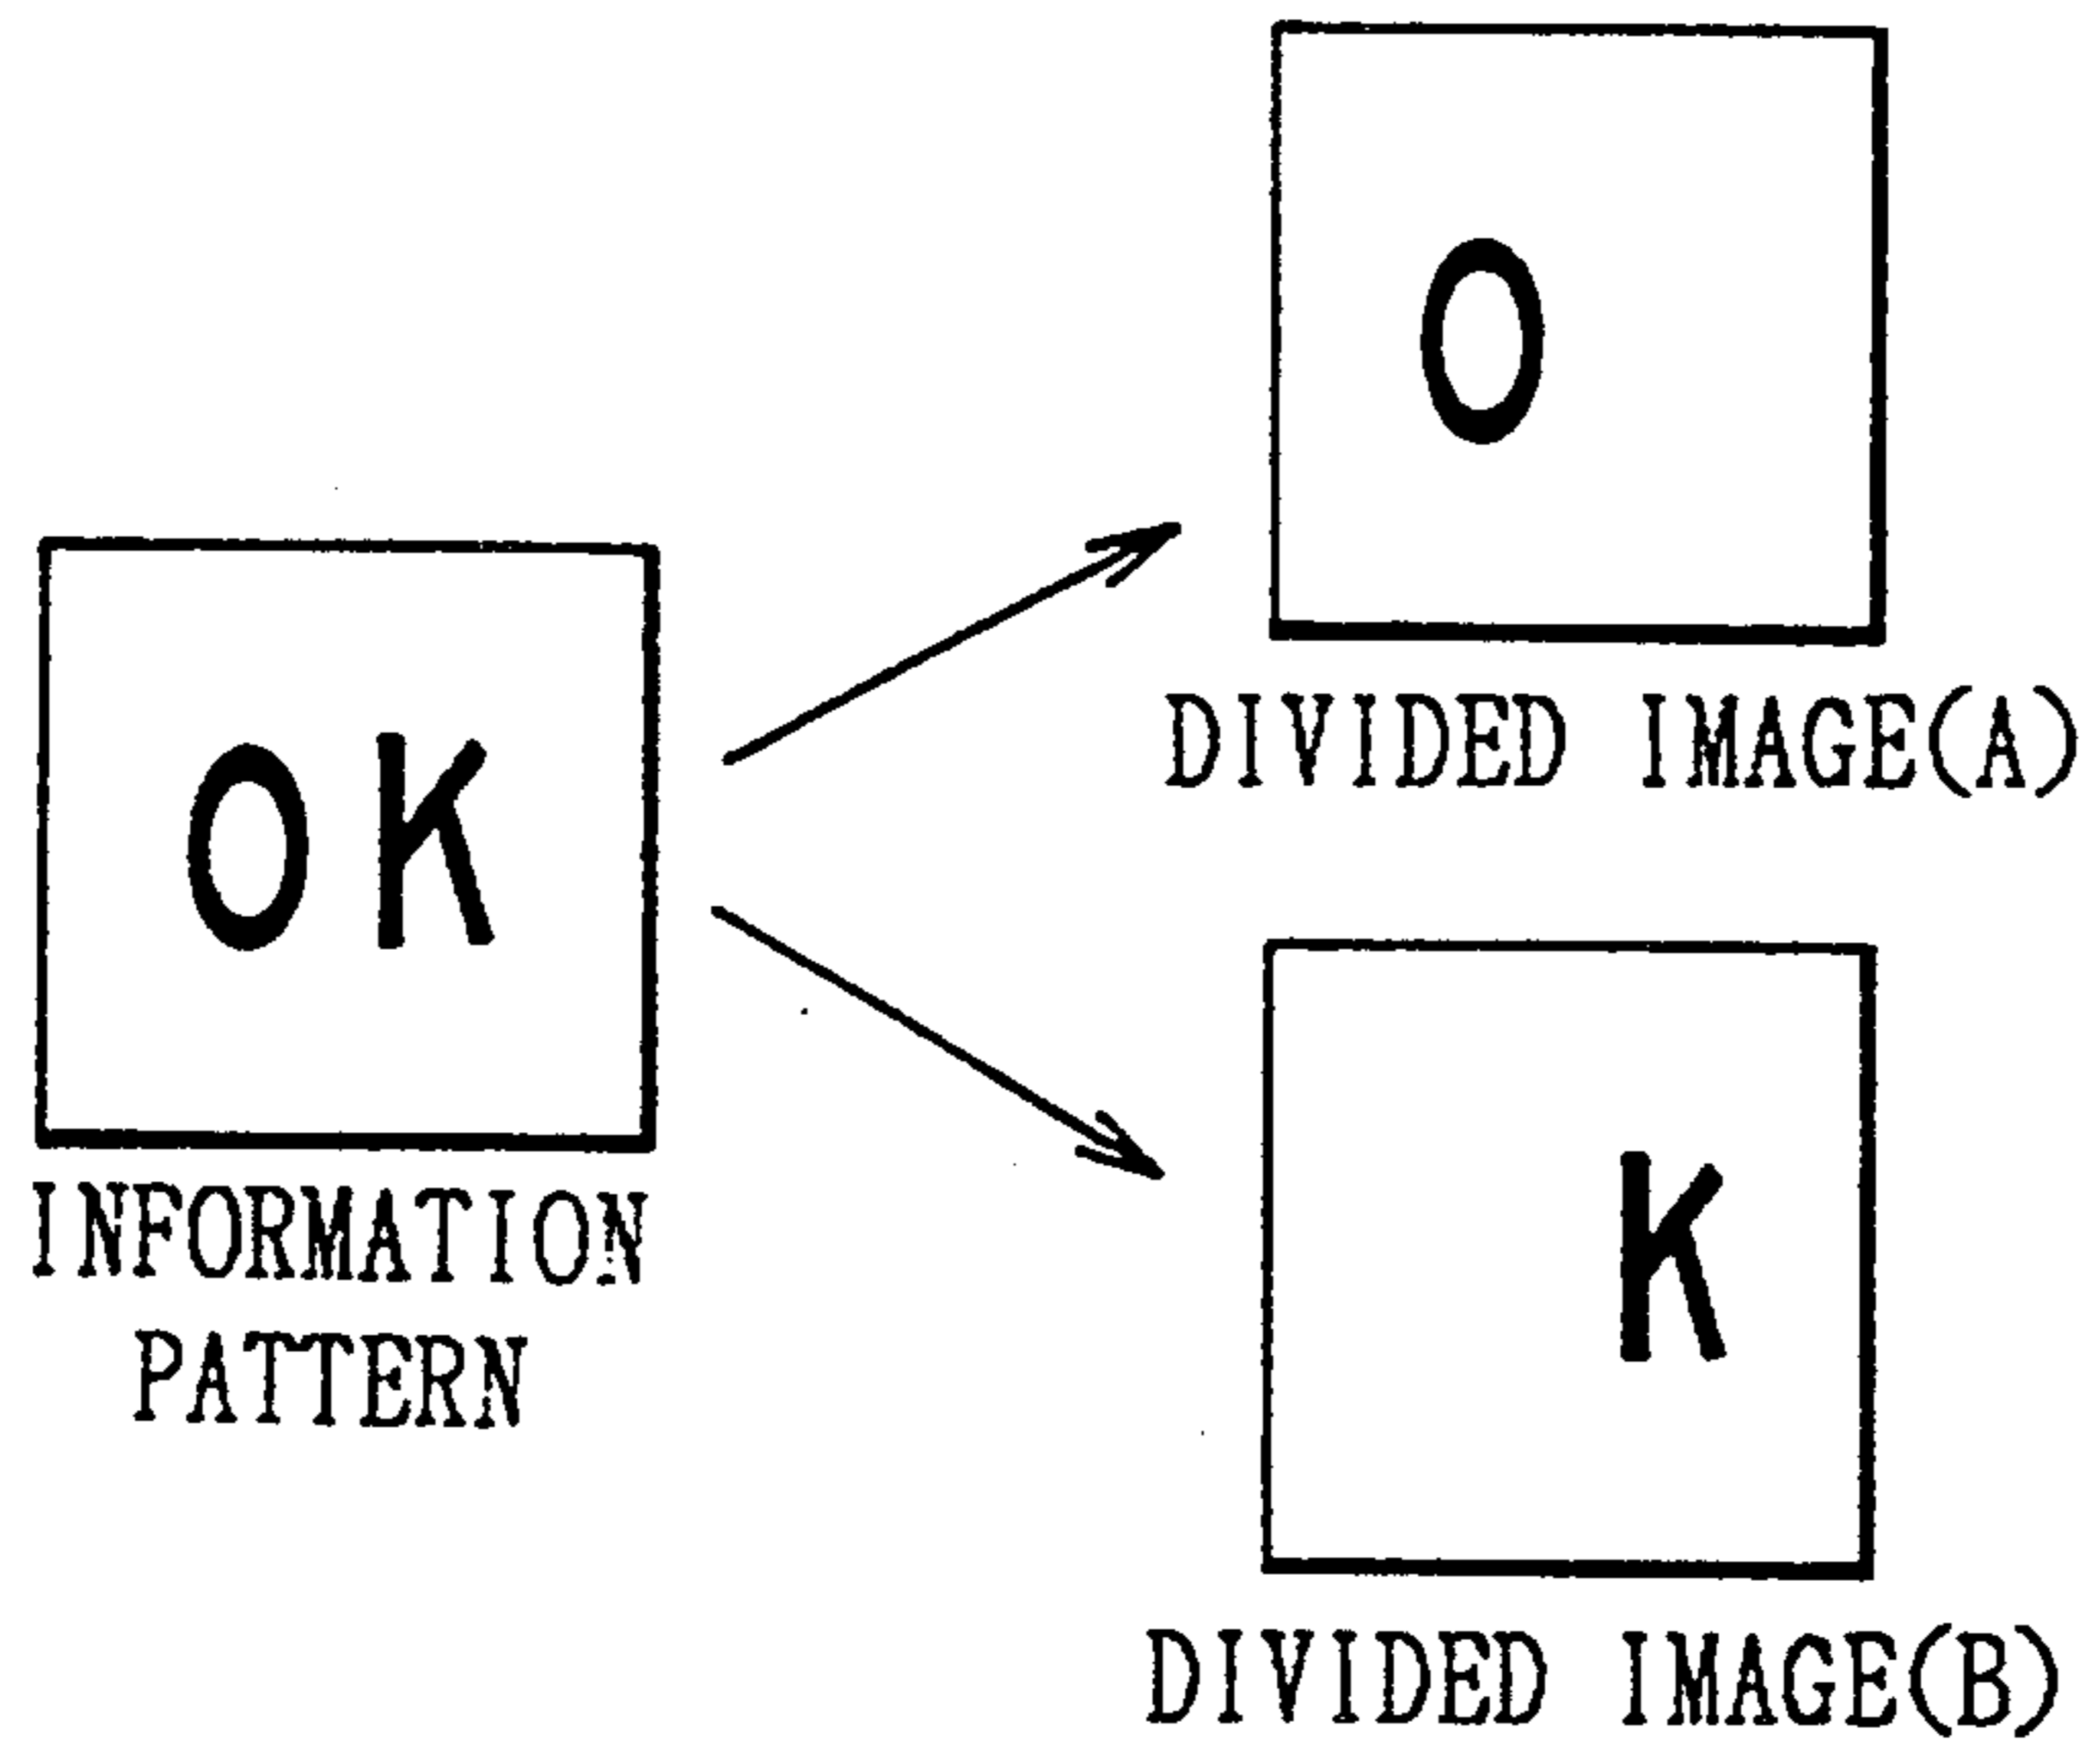 OK
INFORMATION
PATTERN
O
DIVIDED IMAGE(A)
K
DIVIDED IMAGE(B)